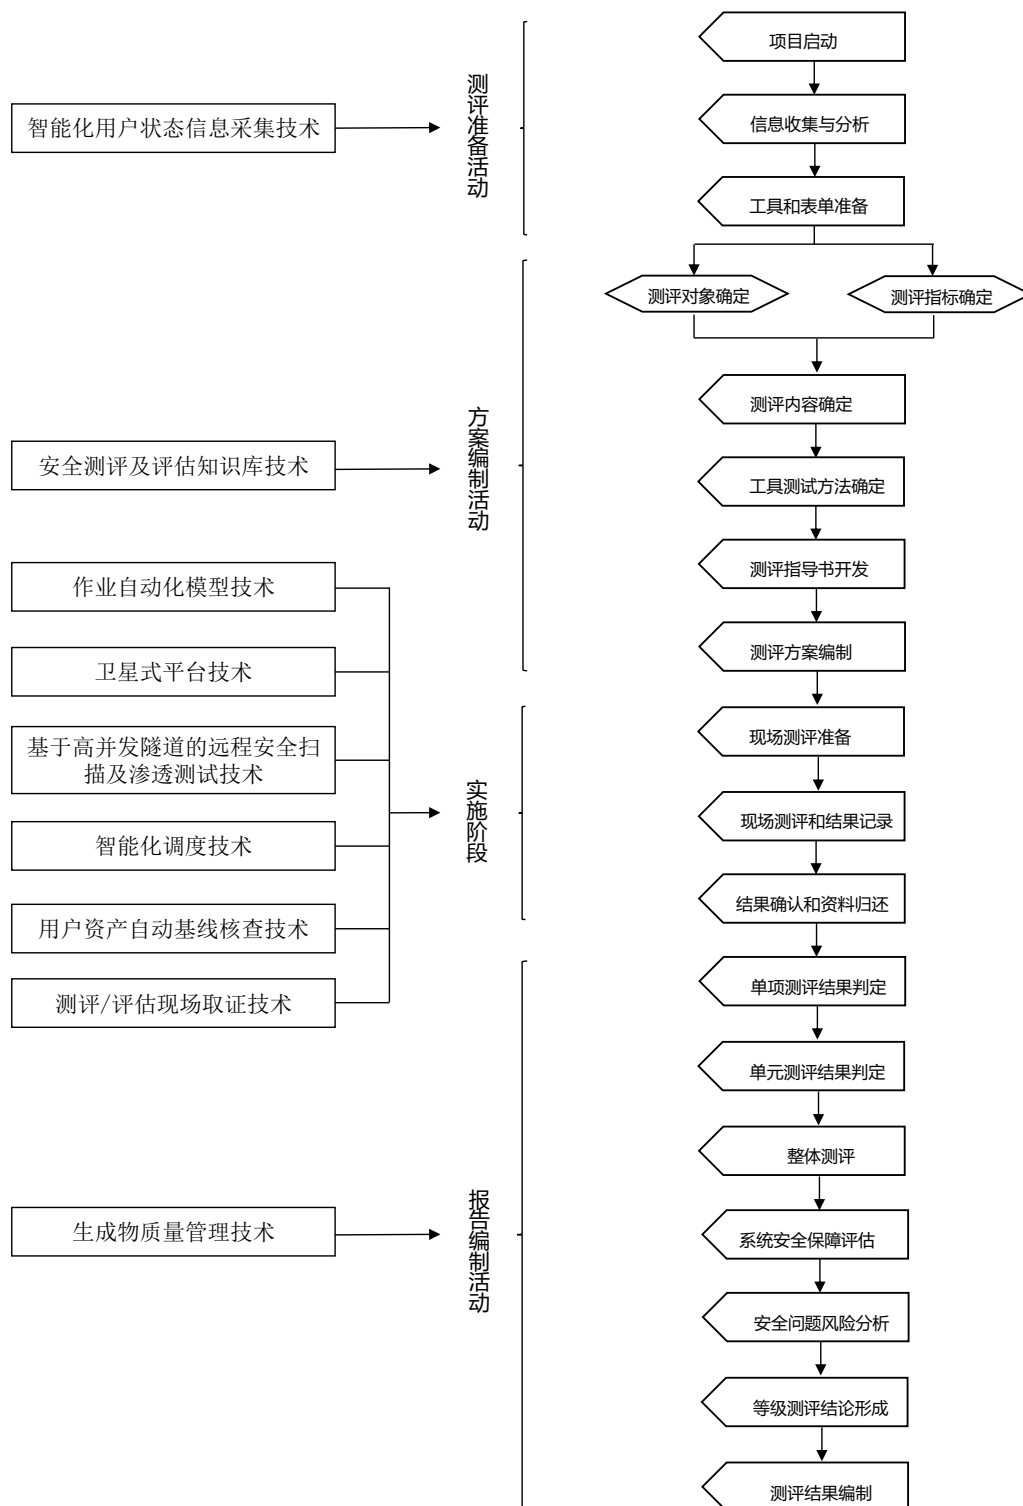 项目启动
智能化用户状态信息采集技术
测评准备活动
信息收集与分析
工具和表单准备
测评对象确定
测评指标确定
测评内容确定
安全测评及评估知识库技术
方案编制活动
工具测试方法确定
测评指导书开发
作业自动化模型技术
测评方案编制
卫星式平台技术
现场测评准备
基于高并发隧道的远程安全扫
描及渗透测试技术
实施阶段
现场测评和结果记录
智能化调度技术
结果确认和资料归还
用户资产自动基线核查技术
单项测评结果判定
测评/评估现场取证技术
单元测评结果判定
整体测评
生成物质量管理技术
报告编制活动
系统安全保障评估
安全问题风险分析
等级测评结论形成
测评结果编制